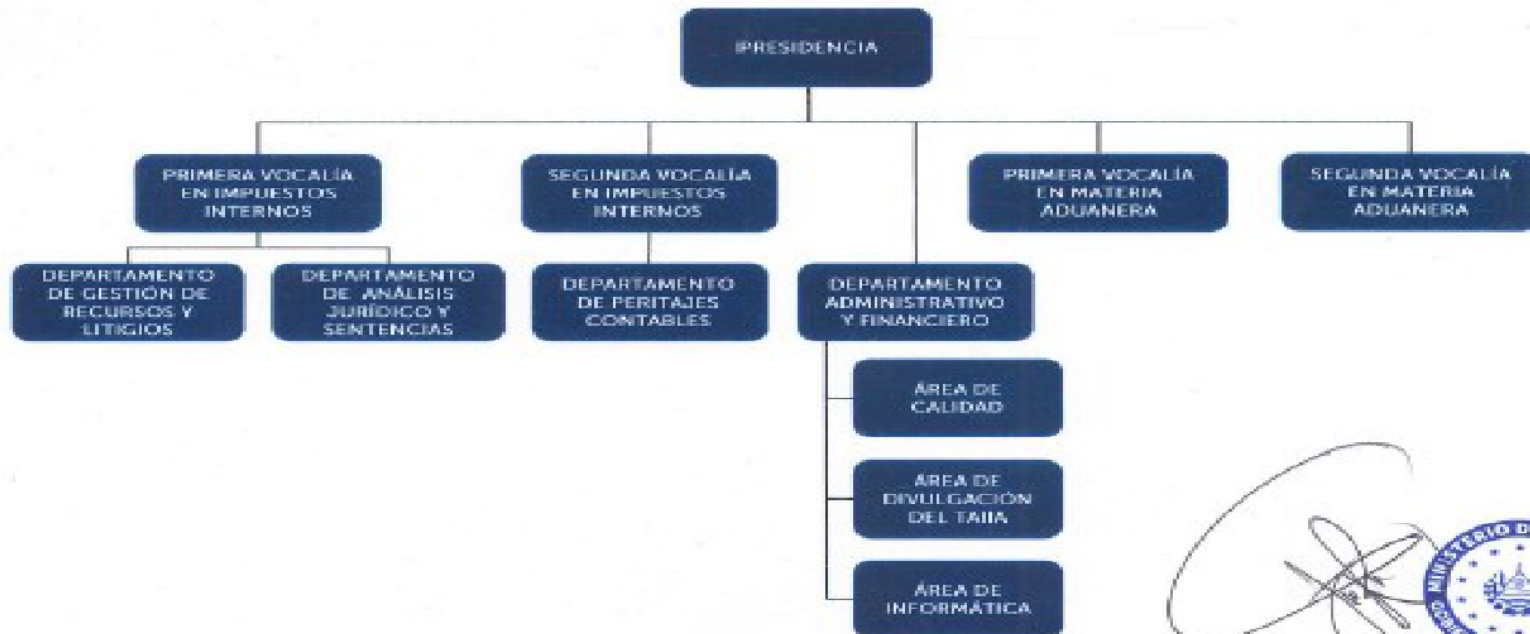 PRESIDENCIA
PRIMERA VOCALÍA
EN IMPUESTOS
INTERNOS
SEGUNDA VOCALÍA
EN IMPUESTOS
INTERNOS
PRIMERA VOCALÍA
EN MATERIA
ADUANERA
SEGUNDA VOCALÍA
EN MATERIA
ADUANERA
DEPARTAMENTO
DE GESTIÓN DE
RECURSOS Y
LITIGIOS
DEPARTAMENTO
DE ANÁLISIS
JURÍDICO Y
SENTENCIAS
DEPARTAMENTO
DE PERITAJES
CONTABLES
DEPARTAMENTO
ADMINISTRATIVO
Y FINANCIERO
ÁREA DE
CALIDAD
ÁREA DE
DIVULGACIÓN
DEL TAIIA
ÁREA DE
INFORMÁTICA
MINISTERIO D